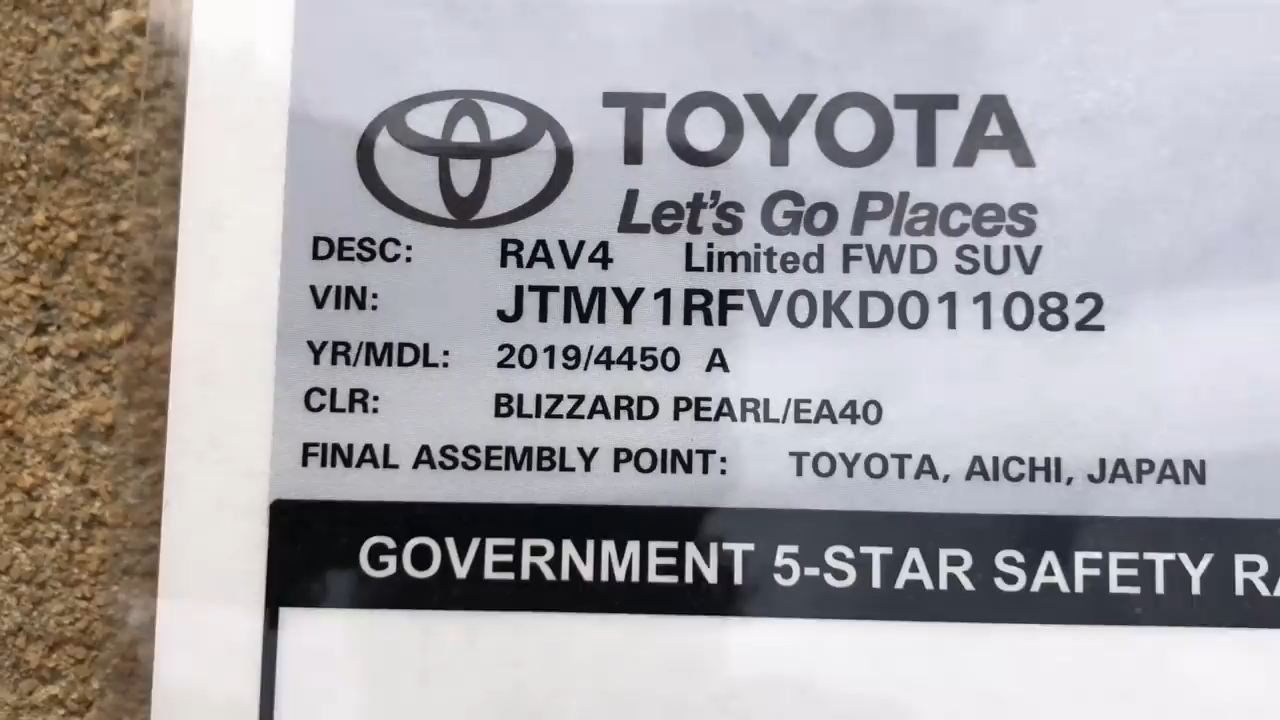 TOYOTA
Let's Go Places
DESC: RAV4 Limited FWD SUV
VIN: JTMY1RFV0KD011082
YR/MDL: 2019/4450 A
CLR: BLIZZARD PEARL/EA40
FINAL ASSEMBLY POINT: TOYOTA, AICHI, JAPAN
GOVERNMENT 5-STAR SAFETY RA